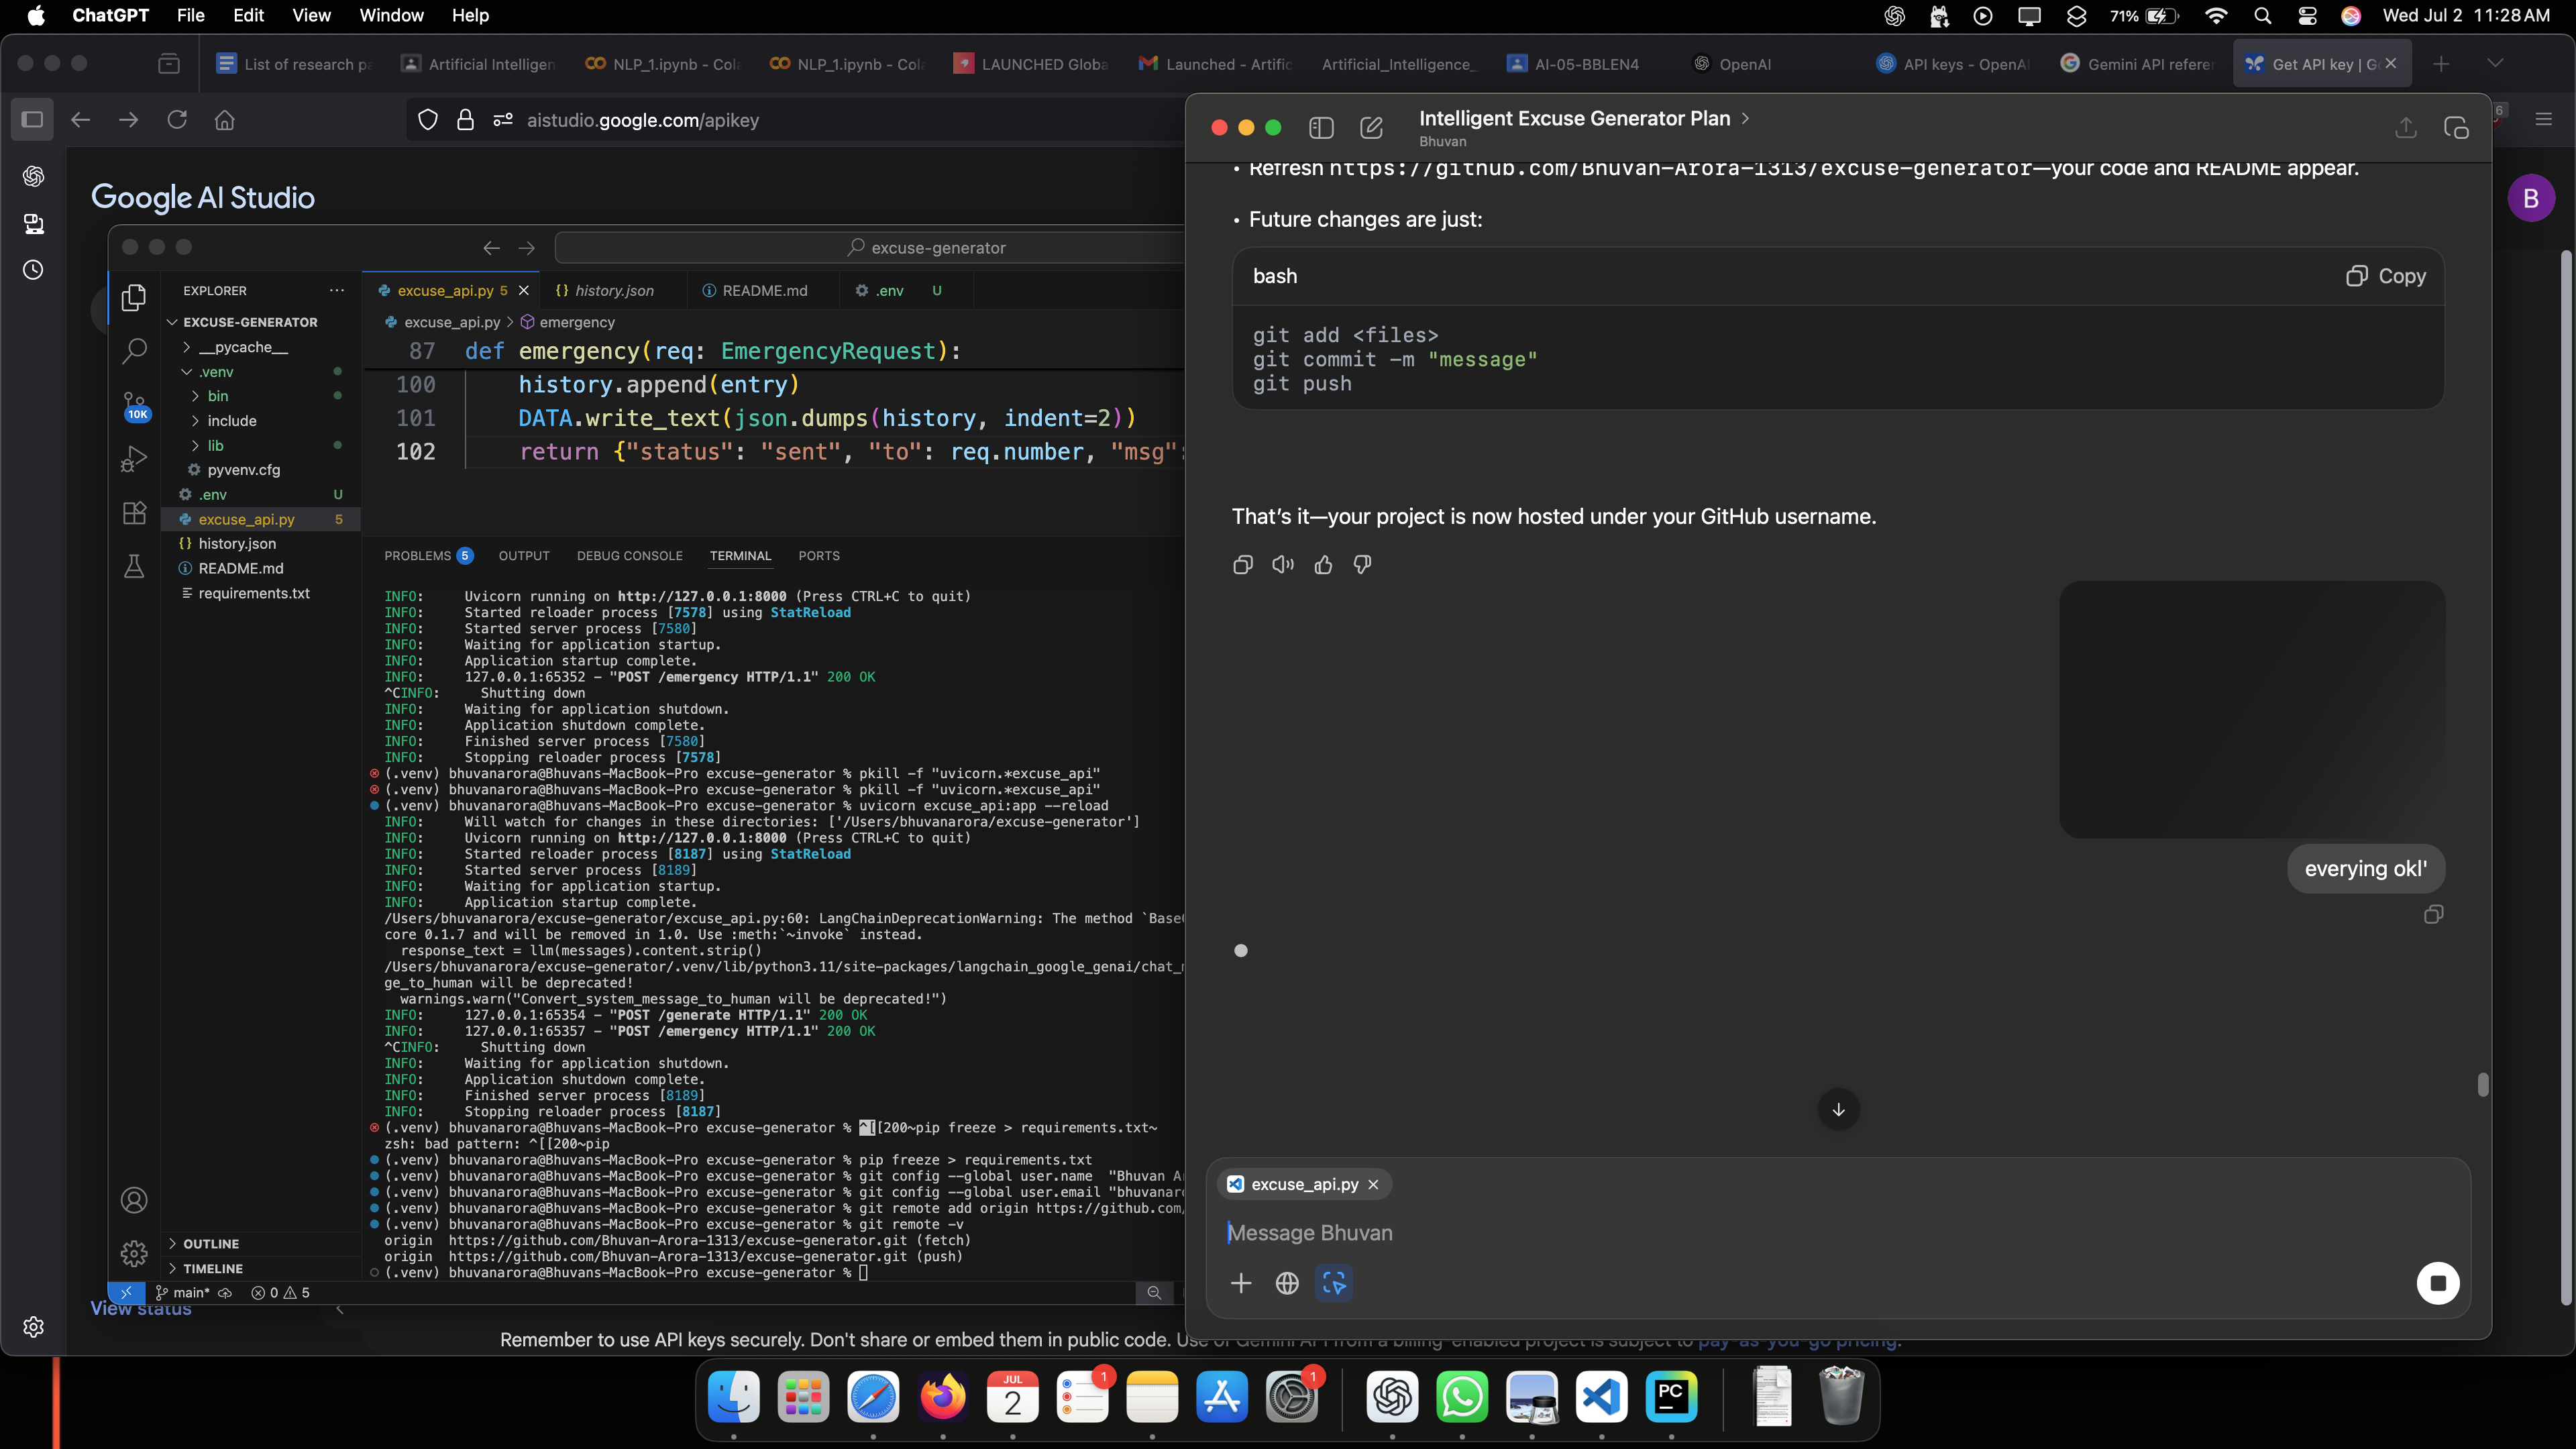 ChatGPT File Edit View Window Help
71% Wed Jul 2 11:28 AM
List of research pa
Artificial Intelligen
NLP_1.ipynb - Cola
NLP_1.ipynb - Cola
LAUNCHED Globa
Launched - Artific
Artificial_Intelligence_
AI-05-BBLEN4
OpenAI
API keys - OpenAI
Gemini API referen
Get API key | G
aistudio.google.com/apikey
6
Google AI Studio
B
excuse-generator
EXPLORER
EXCUSE-GENERATOR
__pycache__
.venv
bin
include
lib
pyvenv.cfg
.env U
excuse_api.py 5
history.json
README.md
requirements.txt
10K
OUTLINE
TIMELINE
excuse_api.py 5
{} history.json
README.md
.env U
excuse_api.py > emergency
87 def emergency(req: EmergencyRequest):
100 history.append(entry)
101 DATA.write_text(json.dumps(history, indent=2))
102 return {"status": "sent", "to": req.number, "msg":
PROBLEMS 5 OUTPUT DEBUG CONSOLE TERMINAL PORTS
INFO: Uvicorn running on http://127.0.0.1:8000 (Press CTRL+C to quit)
INFO: Started reloader process [7578] using StatReload
INFO: Started server process [7580]
INFO: Waiting for application startup.
INFO: Application startup complete.
INFO: 127.0.0.1:65352 - "POST /emergency HTTP/1.1" 200 OK
^CINFO: Shutting down
INFO: Waiting for application shutdown.
INFO: Application shutdown complete.
INFO: Finished server process [7580]
INFO: Stopping reloader process [7578]
(.venv) bhuvanarora@Bhuvans-MacBook-Pro excuse-generator % pkill -f "uvicorn.*excuse_api"
(.venv) bhuvanarora@Bhuvans-MacBook-Pro excuse-generator % pkill -f "uvicorn.*excuse_api"
(.venv) bhuvanarora@Bhuvans-MacBook-Pro excuse-generator % uvicorn excuse_api:app --reload
INFO: Will watch for changes in these directories: ['/Users/bhuvanarora/excuse-generator']
INFO: Uvicorn running on http://127.0.0.1:8000 (Press CTRL+C to quit)
INFO: Started reloader process [8187] using StatReload
INFO: Started server process [8189]
INFO: Waiting for application startup.
INFO: Application startup complete.
/Users/bhuvanarora/excuse-generator/excuse_api.py:60: LangChainDeprecationWarning: The method `Base
core 0.1.7 and will be removed in 1.0. Use :meth:`~invoke` instead.
response_text = llm(messages).content.strip()
/Users/bhuvanarora/excuse-generator/.venv/lib/python3.11/site-packages/langchain_google_genai/chat_
ge_to_human will be deprecated!
warnings.warn("Convert_system_message_to_human will be deprecated!")
INFO: 127.0.0.1:65354 - "POST /generate HTTP/1.1" 200 OK
INFO: 127.0.0.1:65357 - "POST /emergency HTTP/1.1" 200 OK
^CINFO: Shutting down
INFO: Waiting for application shutdown.
INFO: Application shutdown complete.
INFO: Finished server process [8189]
INFO: Stopping reloader process [8187]
(.venv) bhuvanarora@Bhuvans-MacBook-Pro excuse-generator % ^[[200~pip freeze > requirements.txt~
zsh: bad pattern: ^[[200~pip
(.venv) bhuvanarora@Bhuvans-MacBook-Pro excuse-generator % pip freeze > requirements.txt
(.venv) bhuvanarora@Bhuvans-MacBook-Pro excuse-generator % git config --global user.name "Bhuvan A
(.venv) bhuvanarora@Bhuvans-MacBook-Pro excuse-generator % git config --global user.email "bhuvanaro
(.venv) bhuvanarora@Bhuvans-MacBook-Pro excuse-generator % git remote add origin https://github.com/
(.venv) bhuvanarora@Bhuvans-MacBook-Pro excuse-generator % git remote -v
origin https://github.com/Bhuvan-Arora-1313/excuse-generator.git (fetch)
origin https://github.com/Bhuvan-Arora-1313/excuse-generator.git (push)
(.venv) bhuvanarora@Bhuvans-MacBook-Pro excuse-generator %
main* 0 5
View status
Remember to use API keys securely. Don't share or embed them in public code. Use of Gemini API from a billing-enabled project is subject to pay-as-you-go pricing.
Intelligent Excuse Generator Plan >
Bhuvan
• Refresh https://github.com/Bhuvan-Arora-1313/excuse-generator—your code and README appear.
• Future changes are just:
bash Copy
git add <files>
git commit -m "message"
git push
That's it—your project is now hosted under your GitHub username.
everying okl'
excuse_api.py ×
Message Bhuvan
JUL
2
1
1
PC